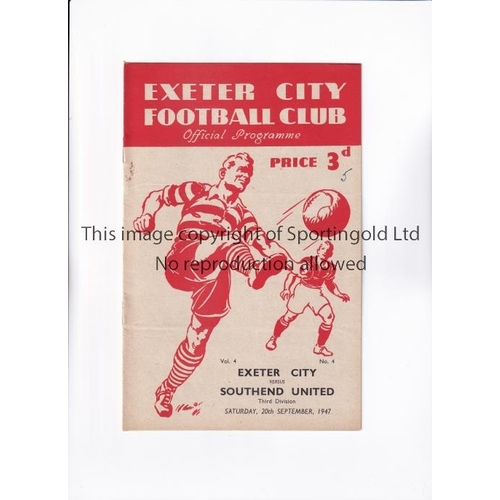 EXETER CITY
FOOTBALL CLUB
Official Programme
PRICE 3d
5
This image copyright of Sportingold Ltd
No reproduction allowed
Vol. 4 No. 4
EXETER CITY
VERSUS
SOUTHEND UNITED
Third Division
SATURDAY, 20th SEPTEMBER, 1947